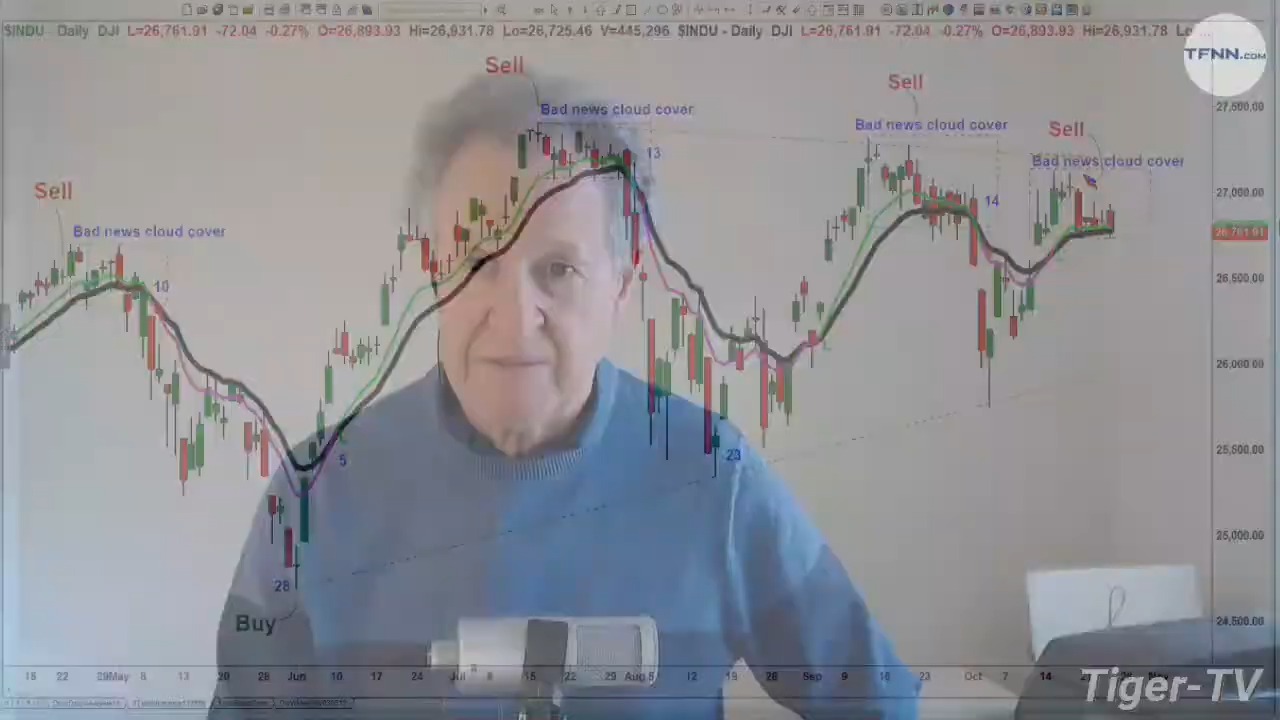 $INDU - Daily DJI L=26,761.91 -72.04 -0.27% O=26,893.93 Hi=26,931.78 Lo=26,725.46 V=445,296 $INDU - Daily DJI L=26,761.91 -72.04 -0.27% O=26,893.93 Hi=26,931.78
TFNN.COM
Sell
Sell
Bad news cloud cover
27,500.00
Bad news cloud cover
Sell
13
Bad news cloud cover
Sell
27,000.00
14
Bad news cloud cover
26,761.91
10
26,500.00
26,000.00
5
23
25,500.00
25,000.00
28
Buy
24,500.00
15 22 29May 8 13 20 28 Jun 10 17 24 Jul 8 15 22 29 Aug 5 12 19 26 Sep 9 16 23 Oct 7 14 Nov
Tiger-TV